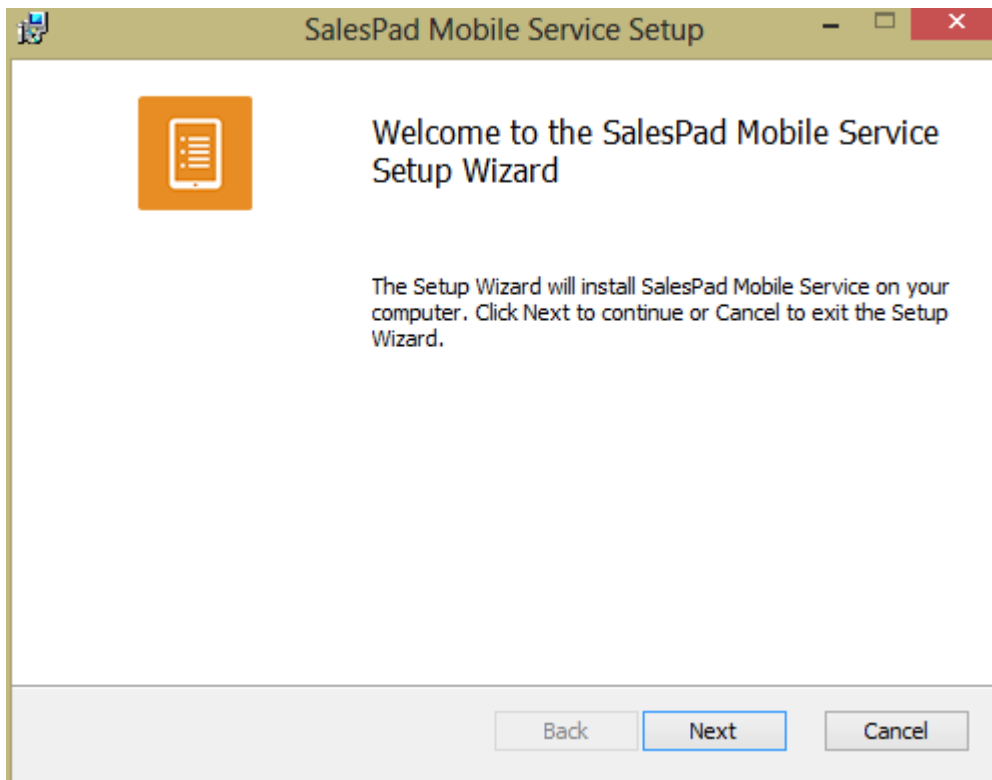 SalesPad Mobile Service Setup
Welcome to the SalesPad Mobile Service
Setup Wizard
The Setup Wizard will install SalesPad Mobile Service on your
computer. Click Next to continue or Cancel to exit the Setup
Wizard.
Back Next Cancel